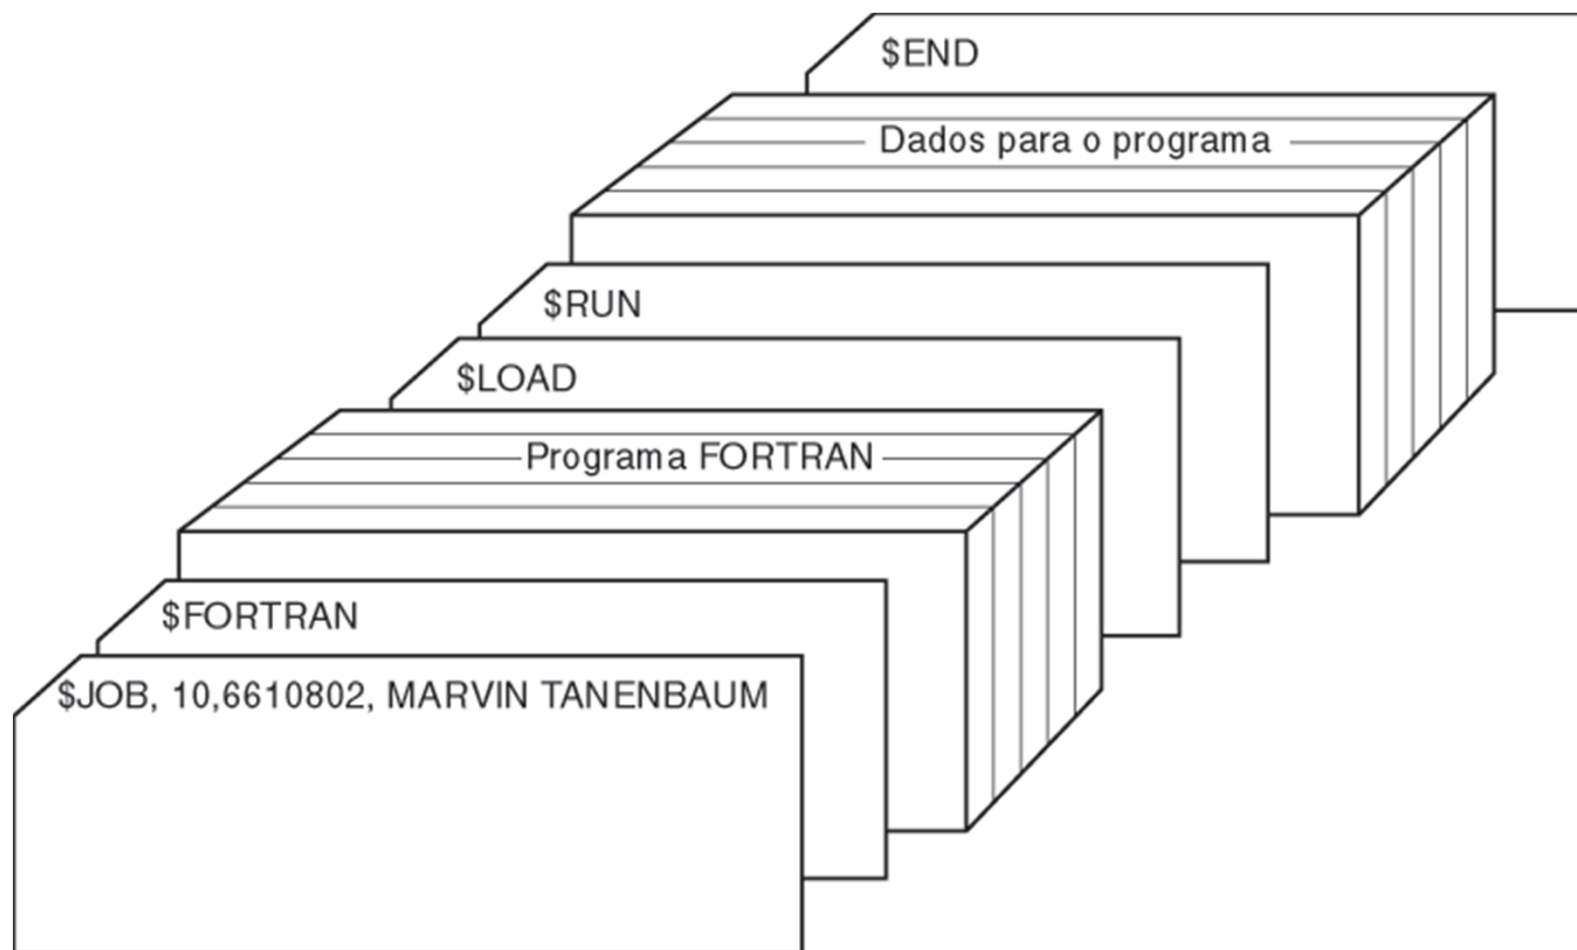 $END
Dados para o programa
$RUN
$LOAD
Programa FORTRAN
$FORTRAN
$JOB, 10,6610802, MARVIN TANENBAUM